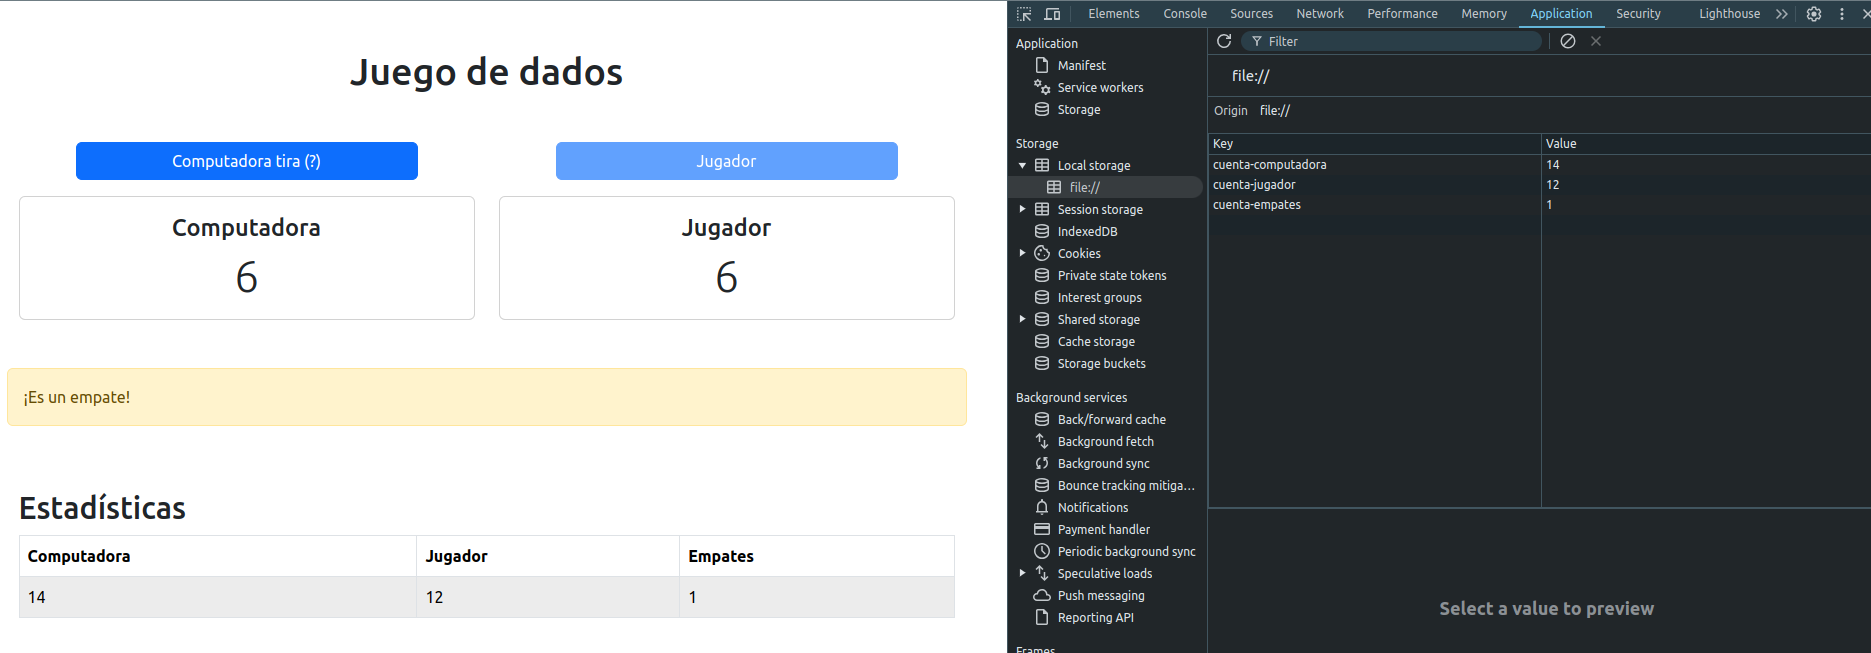 Juego de dados
Computadora tira (?)
Jugador
Computadora
6
Jugador
6
¡Es un empate!
Estadísticas
Computadora Jugador Empates
14 12 1
Elements Console Sources Network Performance Memory Application Security Lighthouse
Application
Manifest
Service workers
Storage
Storage
Local storage
file://
Session storage
IndexedDB
Cookies
Private state tokens
Interest groups
Shared storage
Cache storage
Storage buckets
Background services
Back/forward cache
Background fetch
Background sync
Bounce tracking mitiga...
Notifications
Payment handler
Periodic background sync
Speculative loads
Push messaging
Reporting API
Frames
Filter
file://
Origin file://
Key Value
cuenta-computadora 14
cuenta-jugador 12
cuenta-empates 1
Select a value to preview